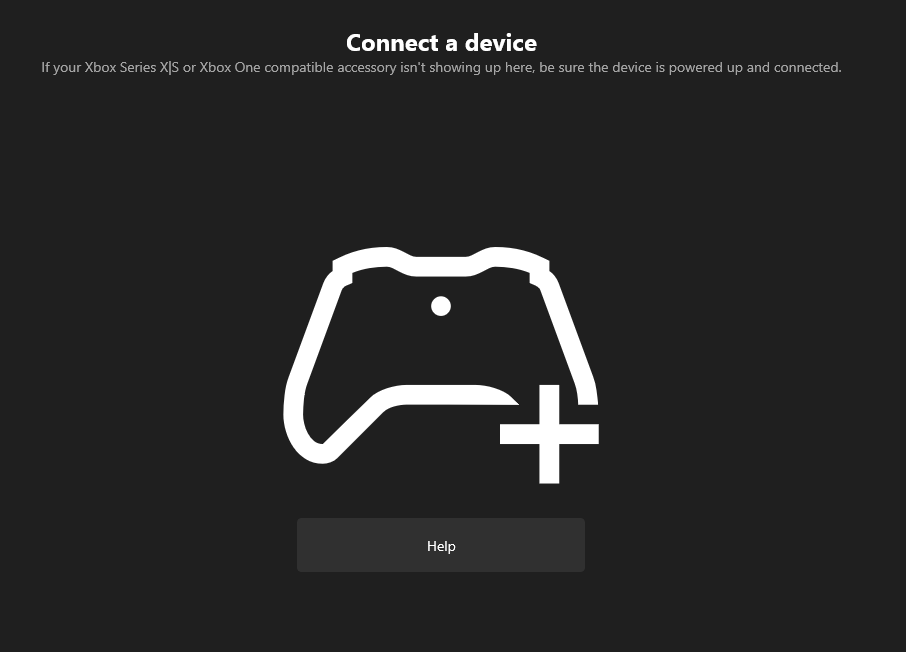 Connect a device
If your Xbox Series X|S or Xbox One compatible accessory isn't showing up here, be sure the device is powered up and connected.
Help